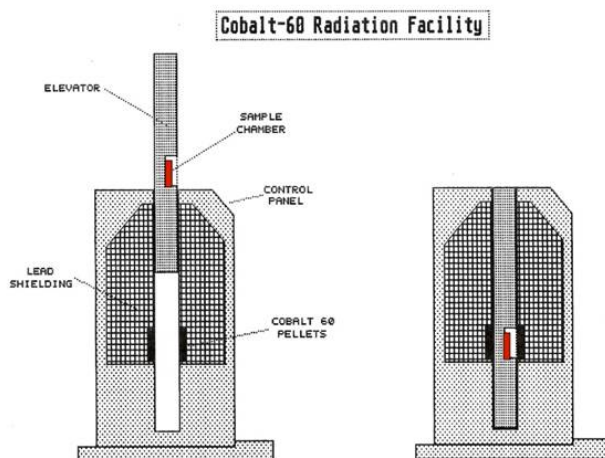 Cobalt-60 Radiation Facility
ELEVATOR
SAMPLE
CHAMBER
CONTROL
PANEL
LEAD
SHIELDING
COBALT 60
PELLETS